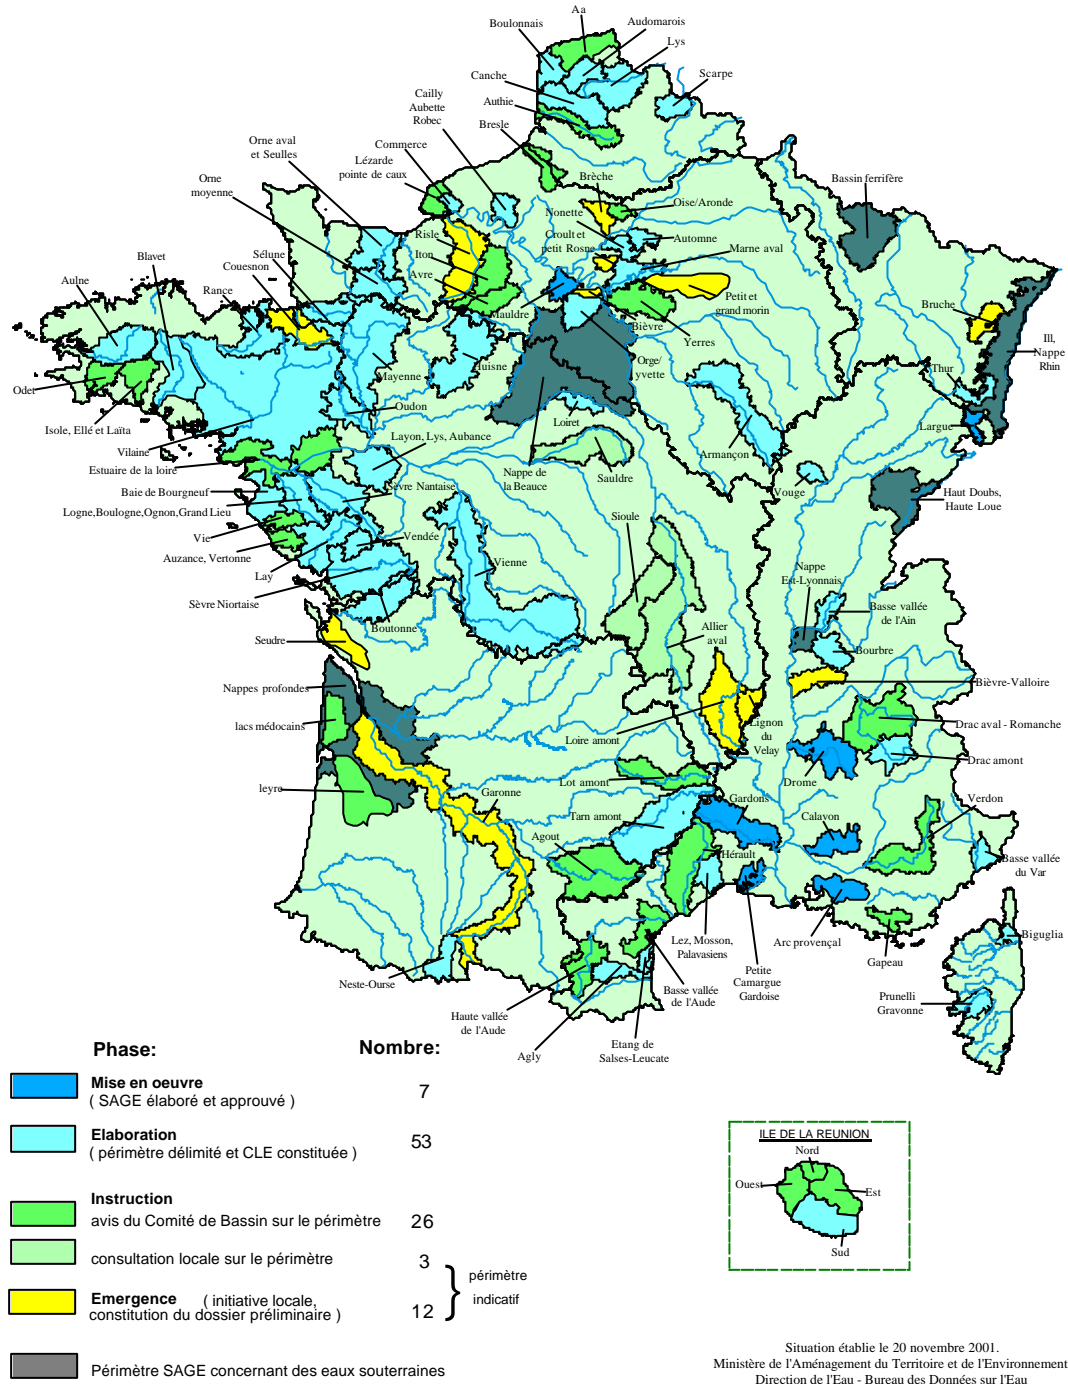 Aa
Boulonnais
Audomarois
Lys
Canche
Scarpe
Authie
Cailly
Aubette
Robec
Bresle
Commerce
Orne aval
et Seulles
Lézarde
pointe de caux
Orne
moyenne
Brèche
Bassin ferrifère
Oise/Aronde
Nonette
Risle
Croult et
petit Rosne
Automne
Sélune
Iton
Marne aval
Blavet
Couesnon
Aulne
Avre
Rance
Petit et
grand morin
Bruche
Mauldre
Bièvre
Ill,
Nappe
Rhin
Yerres
Orge/
yvette
Thur
Huisne
Mayenne
Odet
Oudon
Loiret
Largue
Isole, Ellé et Laïta
Layon, Lys, Aubance
Vilaine
Armançon
Estuaire de la loire
Nappe de
la Beauce
Sauldre
Sèvre Nantaise
Vouge
Baie de Bourgneuf
Haut Doubs,
Haute Loue
Logne,Boulogne,Ognon,Grand Lieu
Sioule
Vie
Vendée
Auzance, Vertonne
Vienne
Nappe
Est-Lyonnais
Lay
Sèvre Niortaise
Basse vallée
de l'Ain
Boutonne
Allier
aval
Seudre
Bourbre
Nappes profondes
Bièvre-Valloire
lacs médocains
Lignon
du
Velay
Drac aval - Romanche
Loire amont
Drac amont
Lot amont
Drome
leyre
Garonne
Gardons
Verdon
Tarn amont
Calavon
Agout
Hérault
Basse vallée
du Var
Lez, Mosson,
Palavasiens
Arc provençal
Biguglia
Gapeau
Petite
Camargue
Gardoise
Neste-Ourse
Basse vallée
de l'Aude
Prunelli
Gravonne
Haute vallée
de l'Aude
Agly
Etang de
Salses-Leucate
Phase: Nombre:
Mise en oeuvre
( SAGE élaboré et approuvé ) 7
Elaboration
( périmètre délimité et CLE constituée ) 53
Instruction
avis du Comité de Bassin sur le périmètre 26
consultation locale sur le périmètre 3
périmètre
indicatif
Emergence ( initiative locale,
constitution du dossier préliminaire ) 12
Périmètre SAGE concernant des eaux souterraines
ILE DE LA REUNION
Nord
Ouest
Est
Sud
Situation établie le 20 novembre 2001.
Ministère de l'Aménagement du Territoire et de l'Environnement
Direction de l'Eau - Bureau des Données sur l'Eau